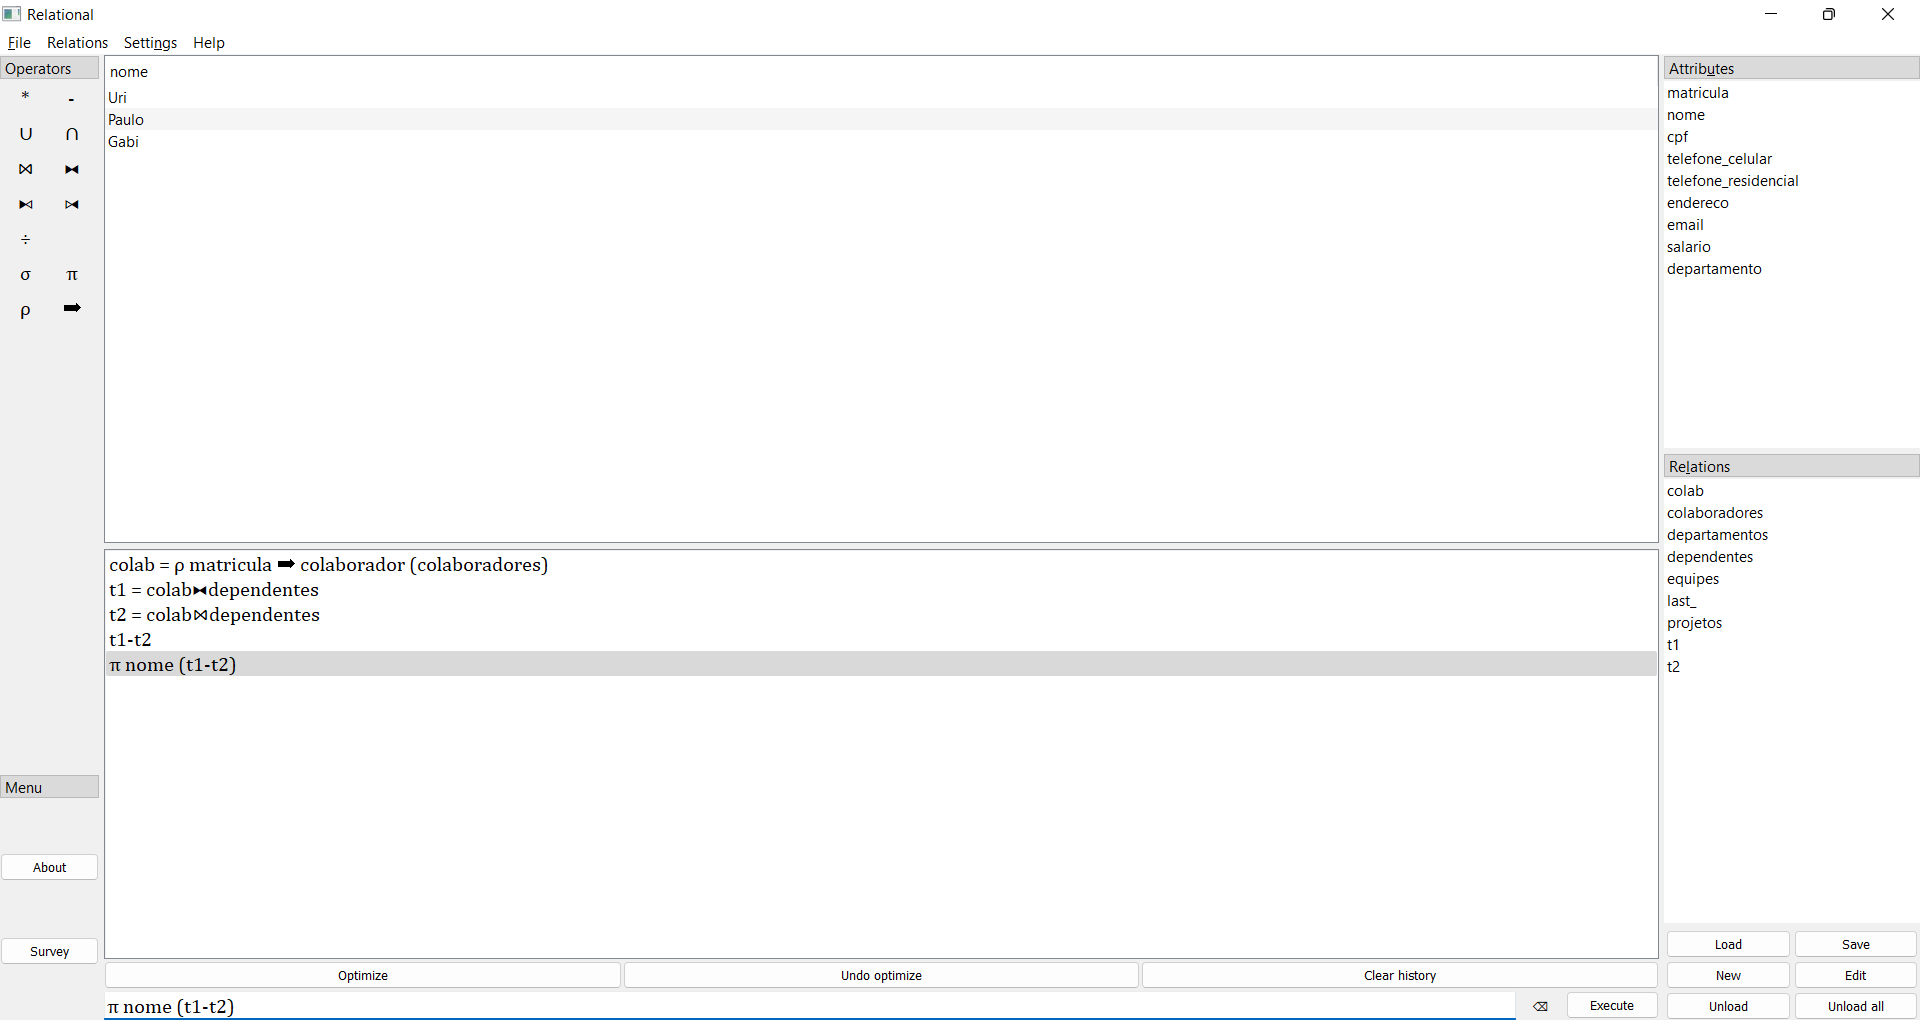 Relational
File Relations Settings Help
Operators
* -
∪ ∩
⋈ ⧓
⧑ ⧒
÷
σ π
ρ ➡
Menu
About
Survey
nome
Uri
Paulo
Gabi
colab = ρ matricula ➡ colaborador (colaboradores)
t1 = colab⧓dependentes
t2 = colab⋈dependentes
t1-t2
π nome (t1-t2)
Optimize Undo optimize Clear history
π nome (t1-t2)
⌫ Execute
Attributes
matricula
nome
cpf
telefone_celular
telefone_residencial
endereco
email
salario
departamento
Relations
colab
colaboradores
departamentos
dependentes
equipes
last_
projetos
t1
t2
Load Save
New Edit
Unload Unload all